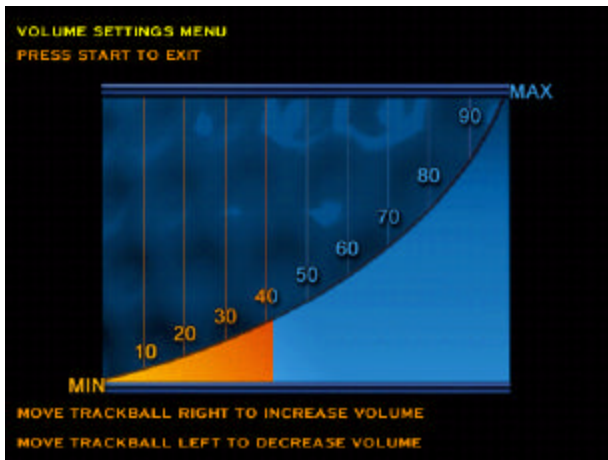 VOLUME SETTINGS MENU
PRESS START TO EXIT
MAX
90
80
70
60
50
40
30
20
10
MIN
MOVE TRACKBALL RIGHT TO INCREASE VOLUME
MOVE TRACKBALL LEFT TO DECREASE VOLUME